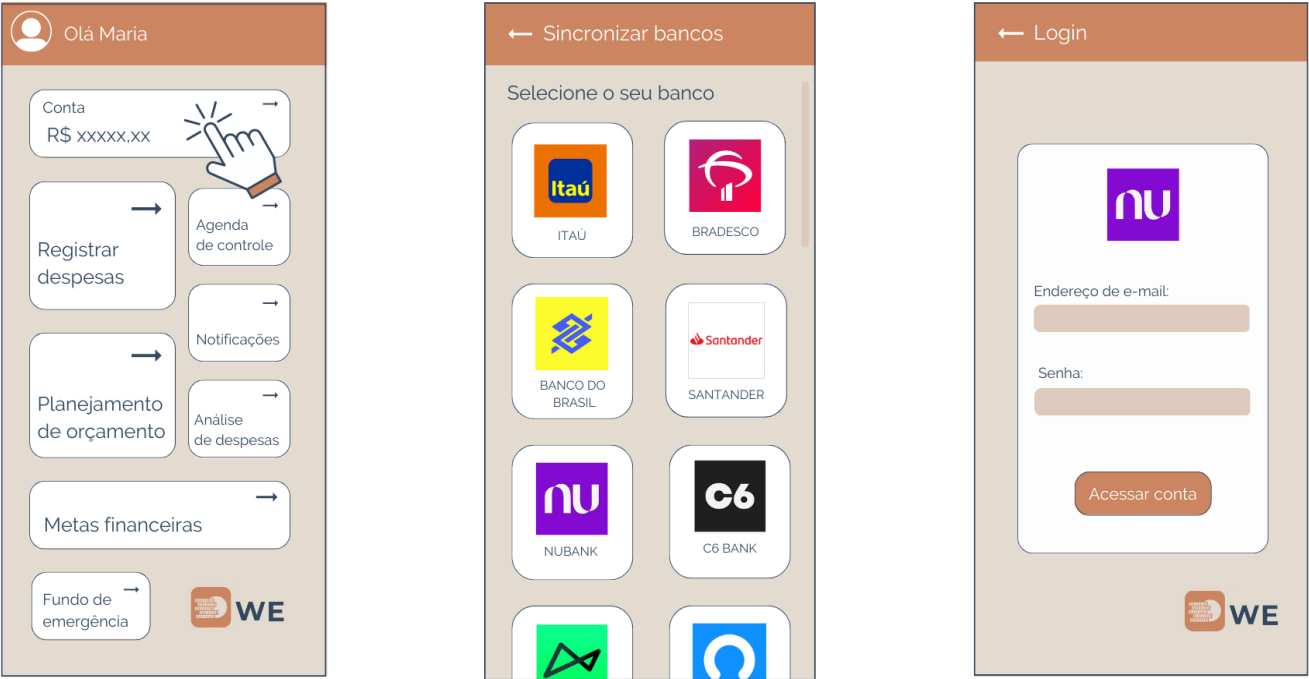 Olá Maria
Conta
R$ xxxxx,xx
Registrar
despesas
Agenda
de controle
Notificações
Planejamento
de orçamento
Análise
de despesas
Metas financeiras
Fundo de
emergência
WE
Sincronizar bancos
Selecione o seu banco
Itaú
ITAÚ
BRADESCO
BANCO DO
BRASIL
Santander
SANTANDER
nu
NUBANK
C6
C6 BANK
Login
nu
Endereço de e-mail:
Senha:
Acessar conta
WE